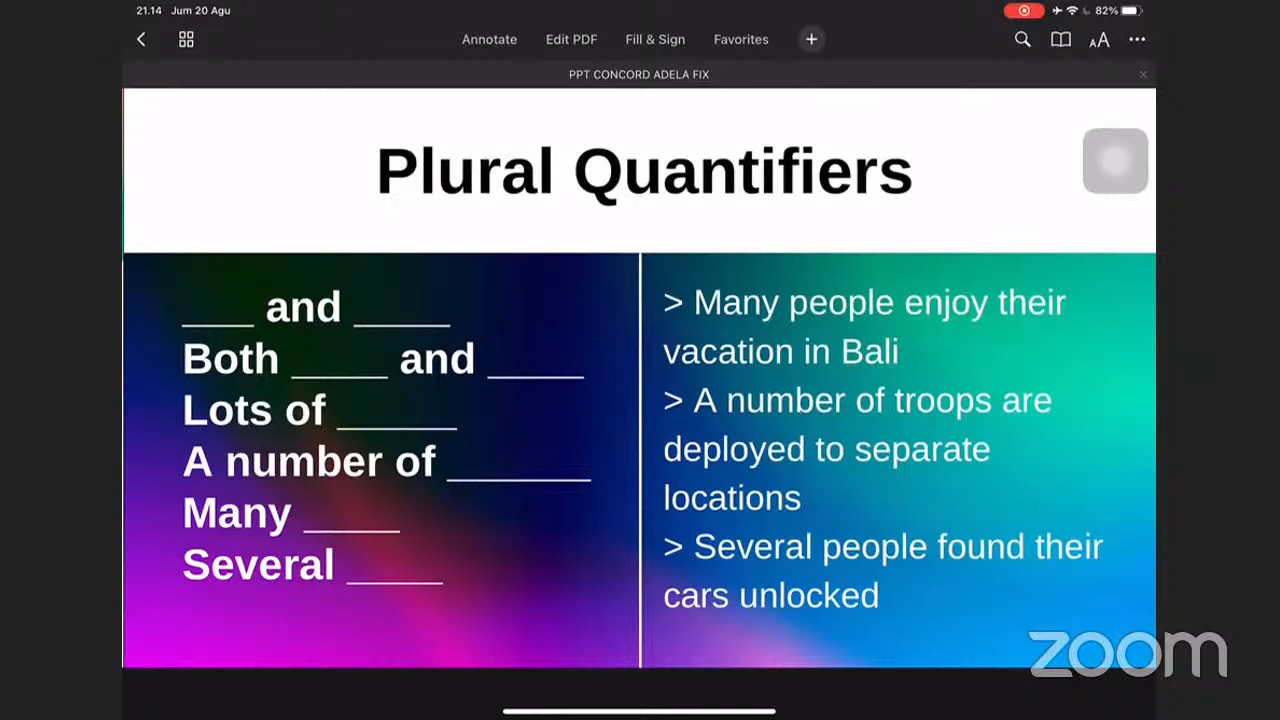 21.14 Jum 20 Agu
82%
Annotate Edit PDF Fill & Sign Favorites +
AA
PPT CONCORD ADELA FIX
Plural Quantifiers
____ and _____
Both _____ and _____
Lots of _____
A number of ______
Many _____
Several _____
> Many people enjoy their
vacation in Bali
> A number of troops are
deployed to separate
locations
> Several people found their
cars unlocked
zoom